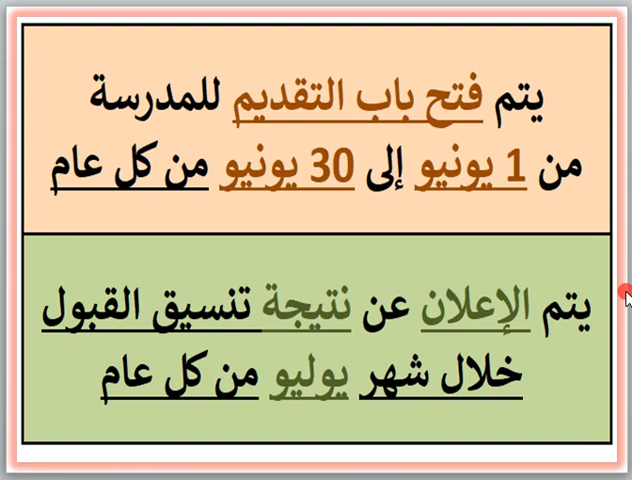 يتم فتح باب التقديم للمدرسة
من 1 يونيو إلى 30 يونيو من كل عام
يتم الإعلان عن نتيجة تنسيق القبول
خلال شهر يوليو من كل عام